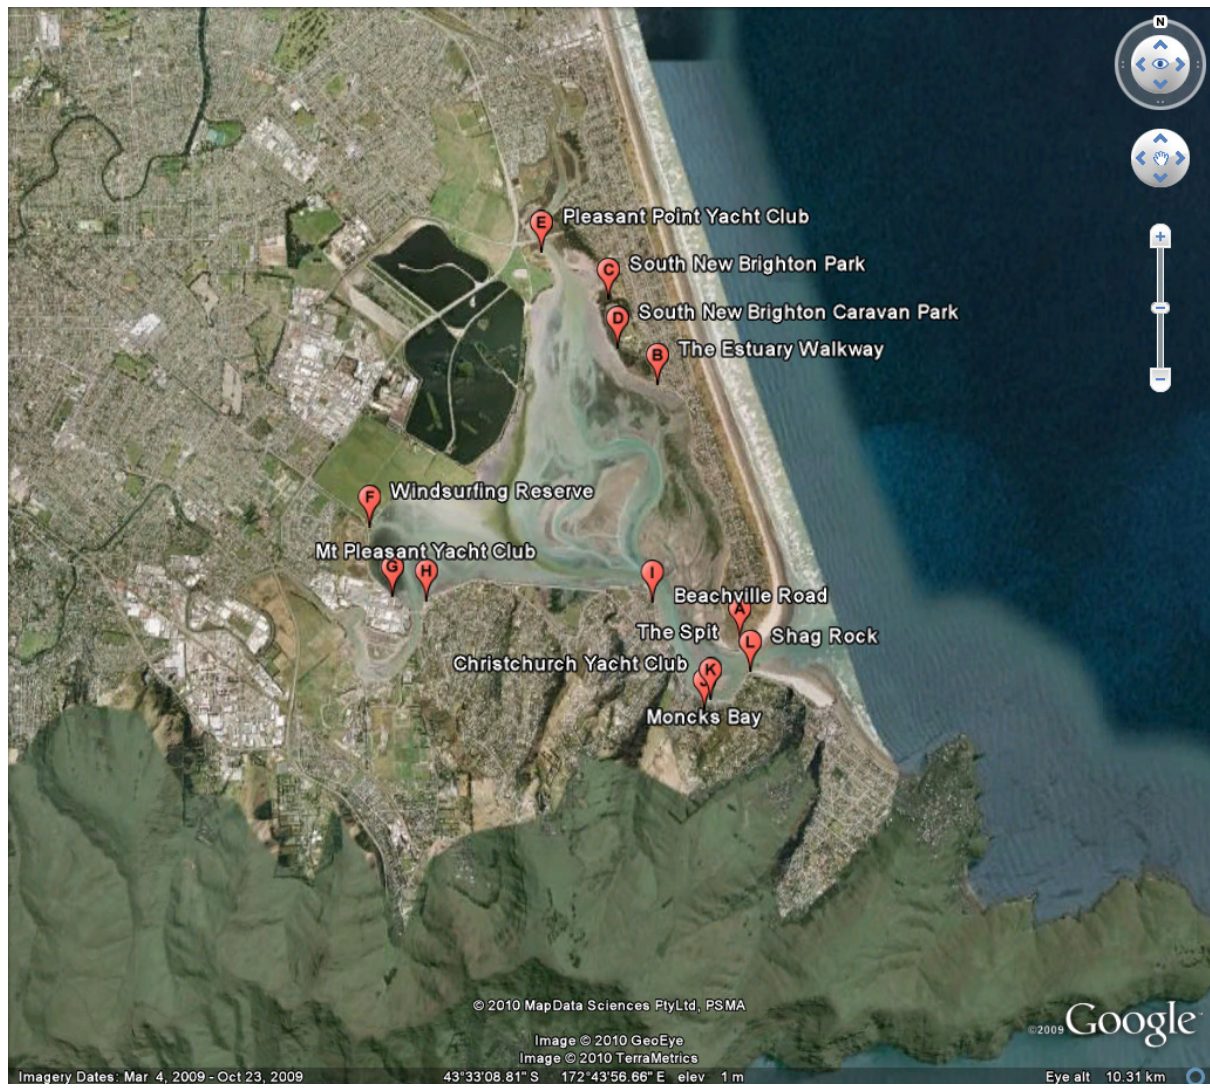 N
E Pleasant Point Yacht Club
C South New Brighton Park
D South New Brighton Caravan Park
B The Estuary Walkway
F Windsurfing Reserve
Mt Pleasant Yacht Club
G H I
Beachville Road
A
The Spit
L Shag Rock
Christchurch Yacht Club K
J
Moncks Bay
© 2010 MapData Sciences PtyLtd, PSMA
©2009 Google
Image © 2010 GeoEye
Image © 2010 TerraMetrics
Imagery Dates: Mar 4, 2009 - Oct 23, 2009 43°33'08.81" S 172°43'56.66" E elev 1 m Eye alt 10.31 km